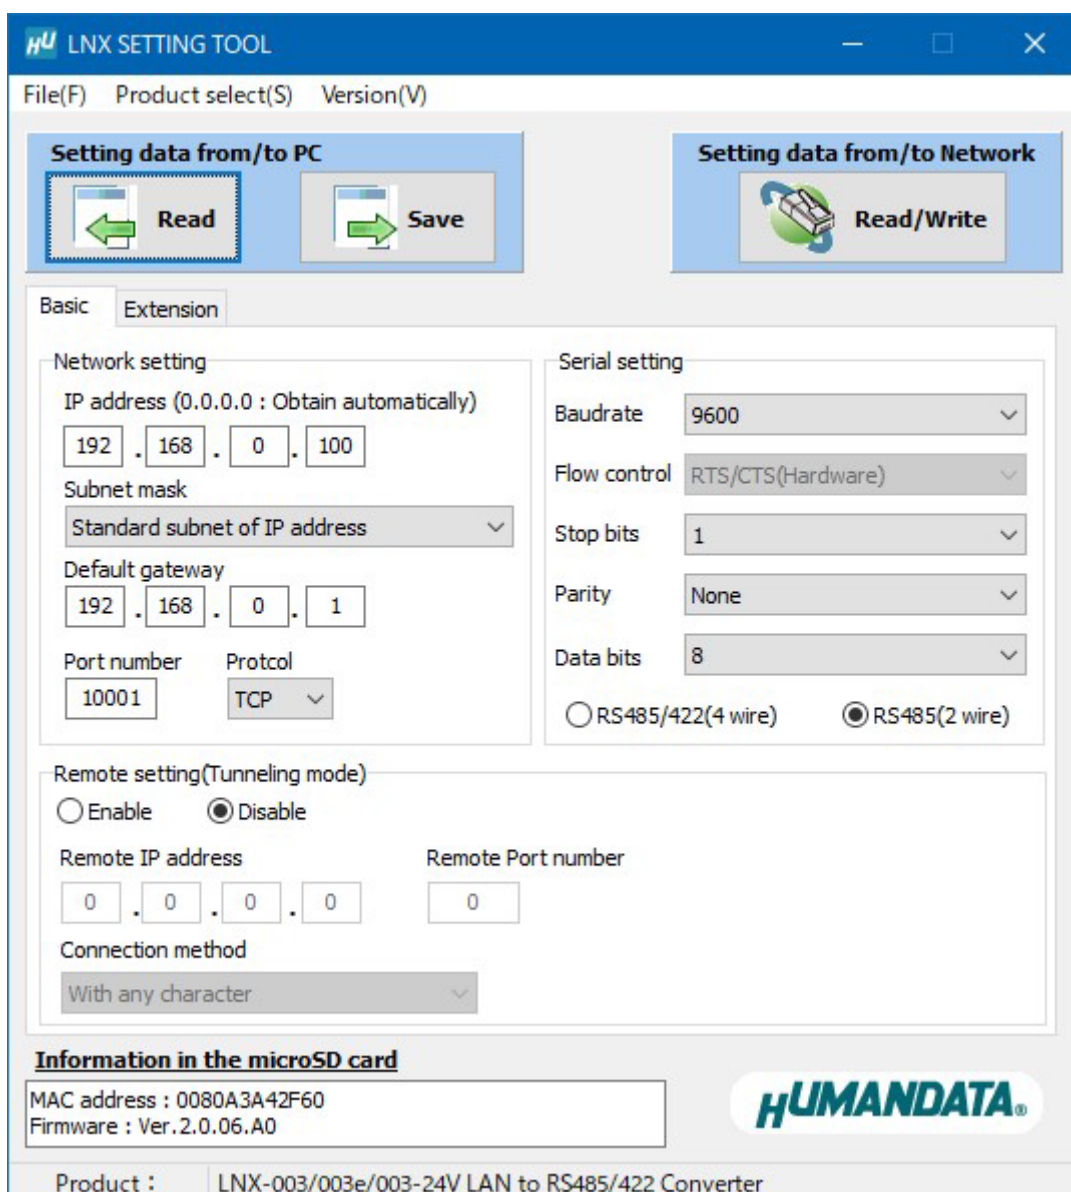 HU LNX SETTING TOOL
File(F) Product select(S) Version(V)
Setting data from/to PC
Read
Save
Setting data from/to Network
Read/Write
Basic
Extension
Network setting
IP address (0.0.0.0 : Obtain automatically)
192 . 168 . 0 . 100
Subnet mask
Standard subnet of IP address
Default gateway
192 . 168 . 0 . 1
Port number Protcol
10001 TCP
Serial setting
Baudrate 9600
Flow control RTS/CTS(Hardware)
Stop bits 1
Parity None
Data bits 8
RS485/422(4 wire) RS485(2 wire)
Remote setting(Tunneling mode)
Enable Disable
Remote IP address Remote Port number
0 . 0 . 0 . 0 0
Connection method
With any character
Information in the microSD card
MAC address : 0080A3A42F60
Firmware : Ver.2.0.06.A0
HUMANDATA®
Product : LNX-003/003e/003-24V LAN to RS485/422 Converter